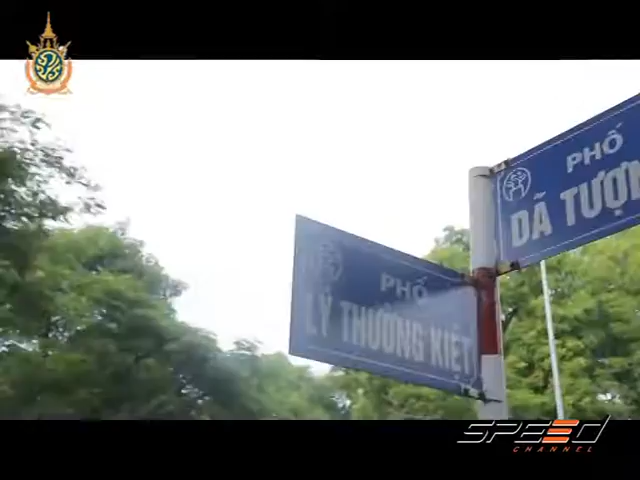 PHỐ
DÃ TƯỢN
PHỐ
LÝ THƯỜNG KIỆT
SPEED
CHANNEL